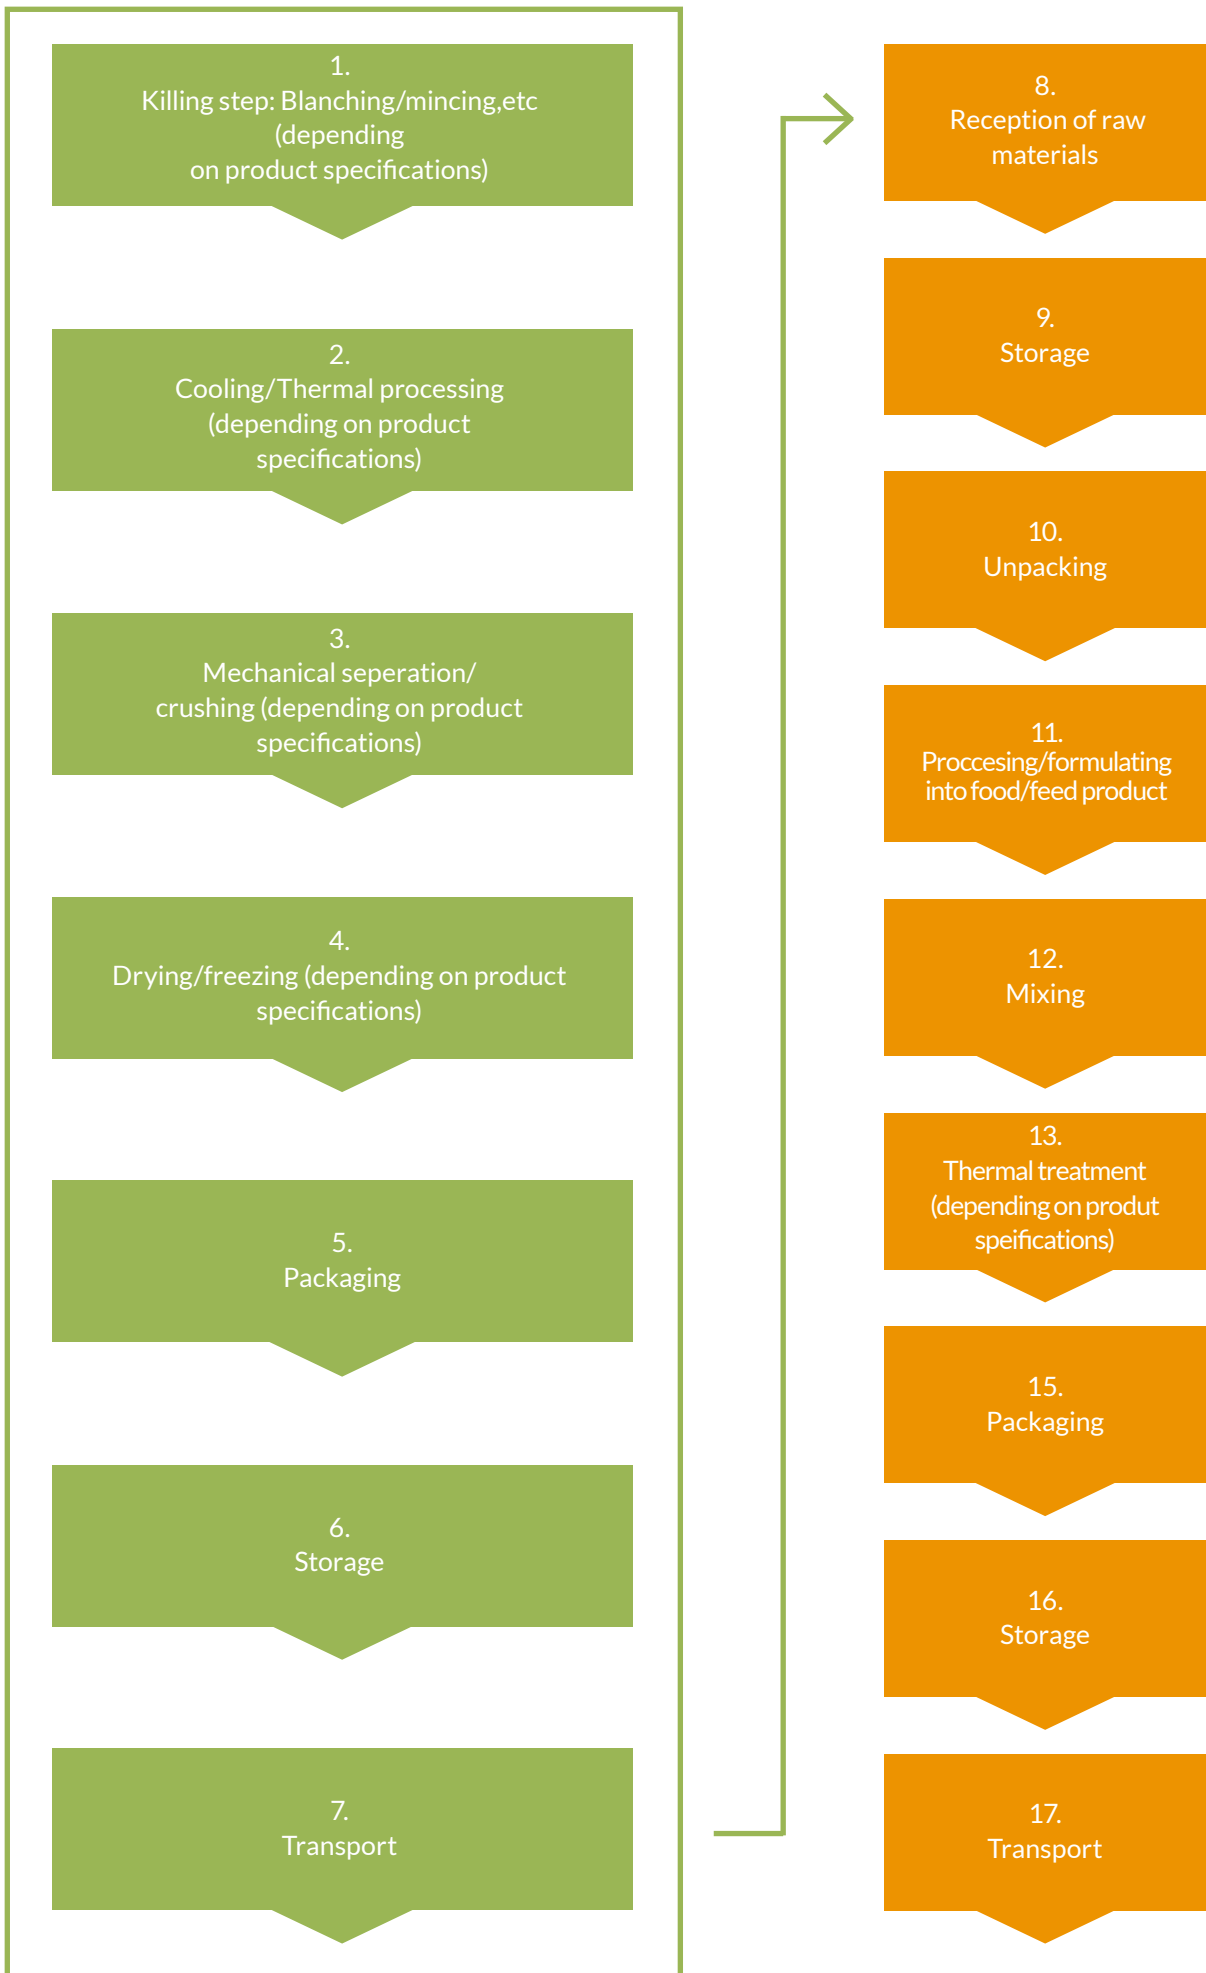 1.
Killing step: Blanching/mincing,etc
(depending
on product specifications)
2.
Cooling/Thermal processing
(depending on product
specifications)
3.
Mechanical seperation/
crushing (depending on product
specifications)
4.
Drying/freezing (depending on product
specifications)
5.
Packaging
6.
Storage
7.
Transport
8.
Reception of raw
materials
9.
Storage
10.
Unpacking
11.
Proccesing/formulating
into food/feed product
12.
Mixing
13.
Thermal treatment
(depending on produt
speifications)
15.
Packaging
16.
Storage
17.
Transport